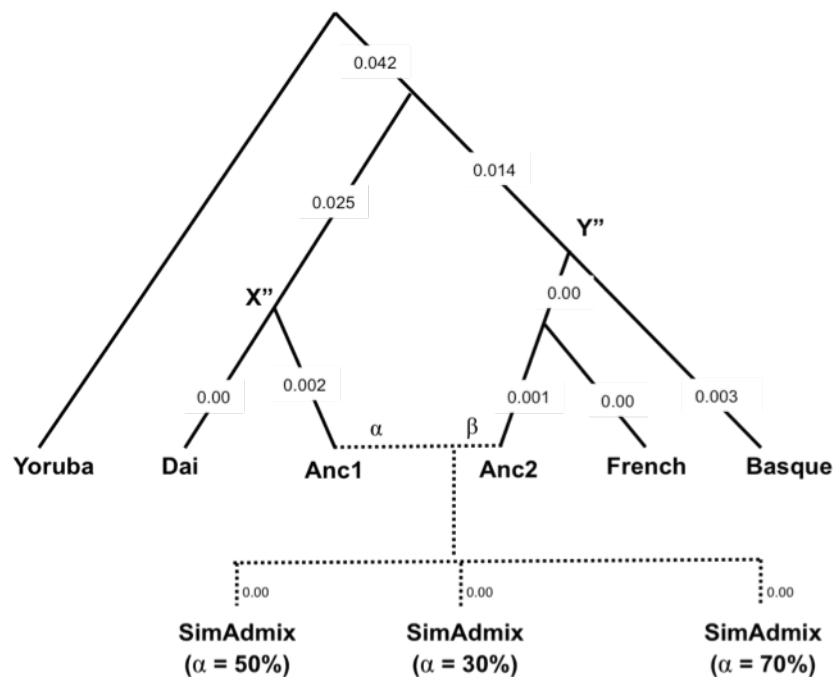 0.042
0.014
0.025
Y”
X”
0.00
0.00
0.002
0.001
0.00
0.003
α
β
Yoruba
Dai
Anc1
Anc2
French
Basque
0.00
0.00
0.00
SimAdmix
(α = 50%)
SimAdmix
(α = 30%)
SimAdmix
(α = 70%)